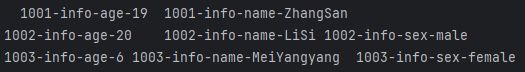 1001-info-age-19  1001-info-name-ZhangSan
1002-info-age-20    1002-info-name-LiSi 1002-info-sex-male
1003-info-age-6 1003-info-name-MeiYangyang  1003-info-sex-female